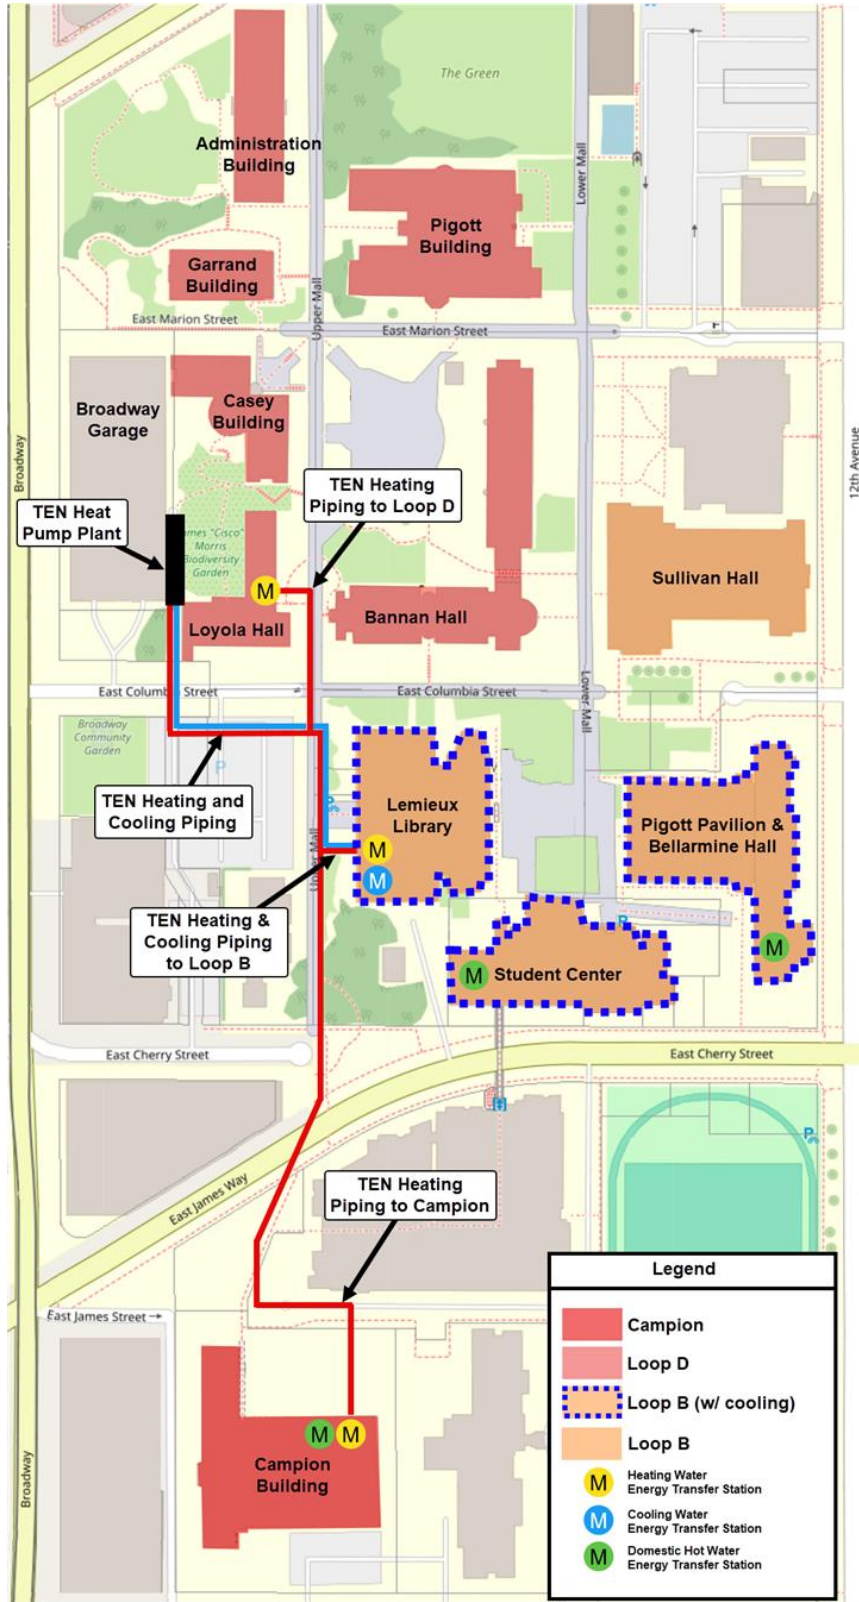 The Green
Administration
Building
Lower Mall
Pigott
Building
Garrand
Building
Upper Mall
East Marion Street
East Marion Street
Broadway
Garage
Casey
Building
Broadway
12th Avenue
TEN Heating
Piping to Loop D
TEN Heat
Pump Plant
James "Cisco"
Morris
Biodiversity
Garden
Sullivan Hall
M
Loyola Hall
Bannan Hall
East Columbia Street
East Columbia Street
Lower Mall
Broadway
Community
Garden
P
TEN Heating and
Cooling Piping
P
Lemieux
Library
Pigott Pavilion &
Bellarmine Hall
M
M
Upper Mall
TEN Heating &
Cooling Piping
to Loop B
P
M
Student Center
M
East Cherry Street
East Cherry Street
P
East James Way
TEN Heating
Piping to Campion
East James Street →
M
M
Campion
Building
Broadway
Legend
Campion
Loop D
Loop B (w/ cooling)
Loop B
M
Heating Water
Energy Transfer Station
M
Cooling Water
Energy Transfer Station
M
Domestic Hot Water
Energy Transfer Station